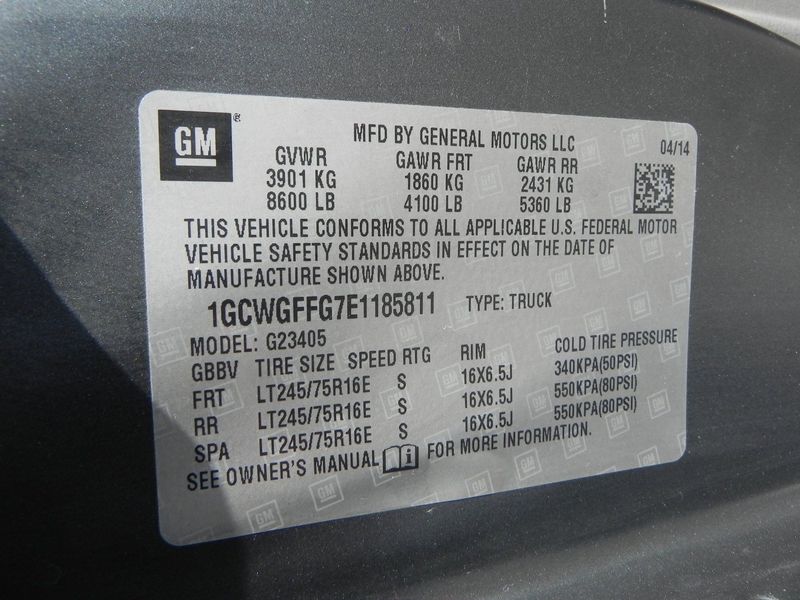 GM
MFD BY GENERAL MOTORS LLC 04/14
GVWR GAWR FRT GAWR RR
3901 KG 1860 KG 2431 KG
8600 LB 4100 LB 5360 LB
THIS VEHICLE CONFORMS TO ALL APPLICABLE U.S. FEDERAL MOTOR
VEHICLE SAFETY STANDARDS IN EFFECT ON THE DATE OF
MANUFACTURE SHOWN ABOVE.
1GCWGFFG7E1185811 TYPE: TRUCK
MODEL: G23405
GBBV TIRE SIZE SPEED RTG RIM COLD TIRE PRESSURE
FRT LT245/75R16E S 16X6.5J 340KPA(50PSI)
RR LT245/75R16E S 16X6.5J 550KPA(80PSI)
SPA LT245/75R16E S 16X6.5J 550KPA(80PSI)
SEE OWNER'S MANUAL FOR MORE INFORMATION.